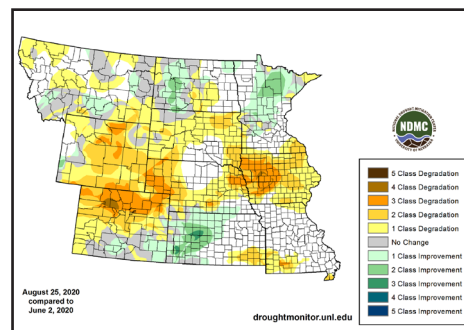 NDMC
5 Class Degradation
4 Class Degradation
3 Class Degradation
2 Class Degradation
1 Class Degradation
No Change
1 Class Improvement
2 Class Improvement
3 Class Improvement
4 Class Improvement
5 Class Improvement
August 25, 2020
compared to
June 2, 2020
droughtmonitor.unl.edu